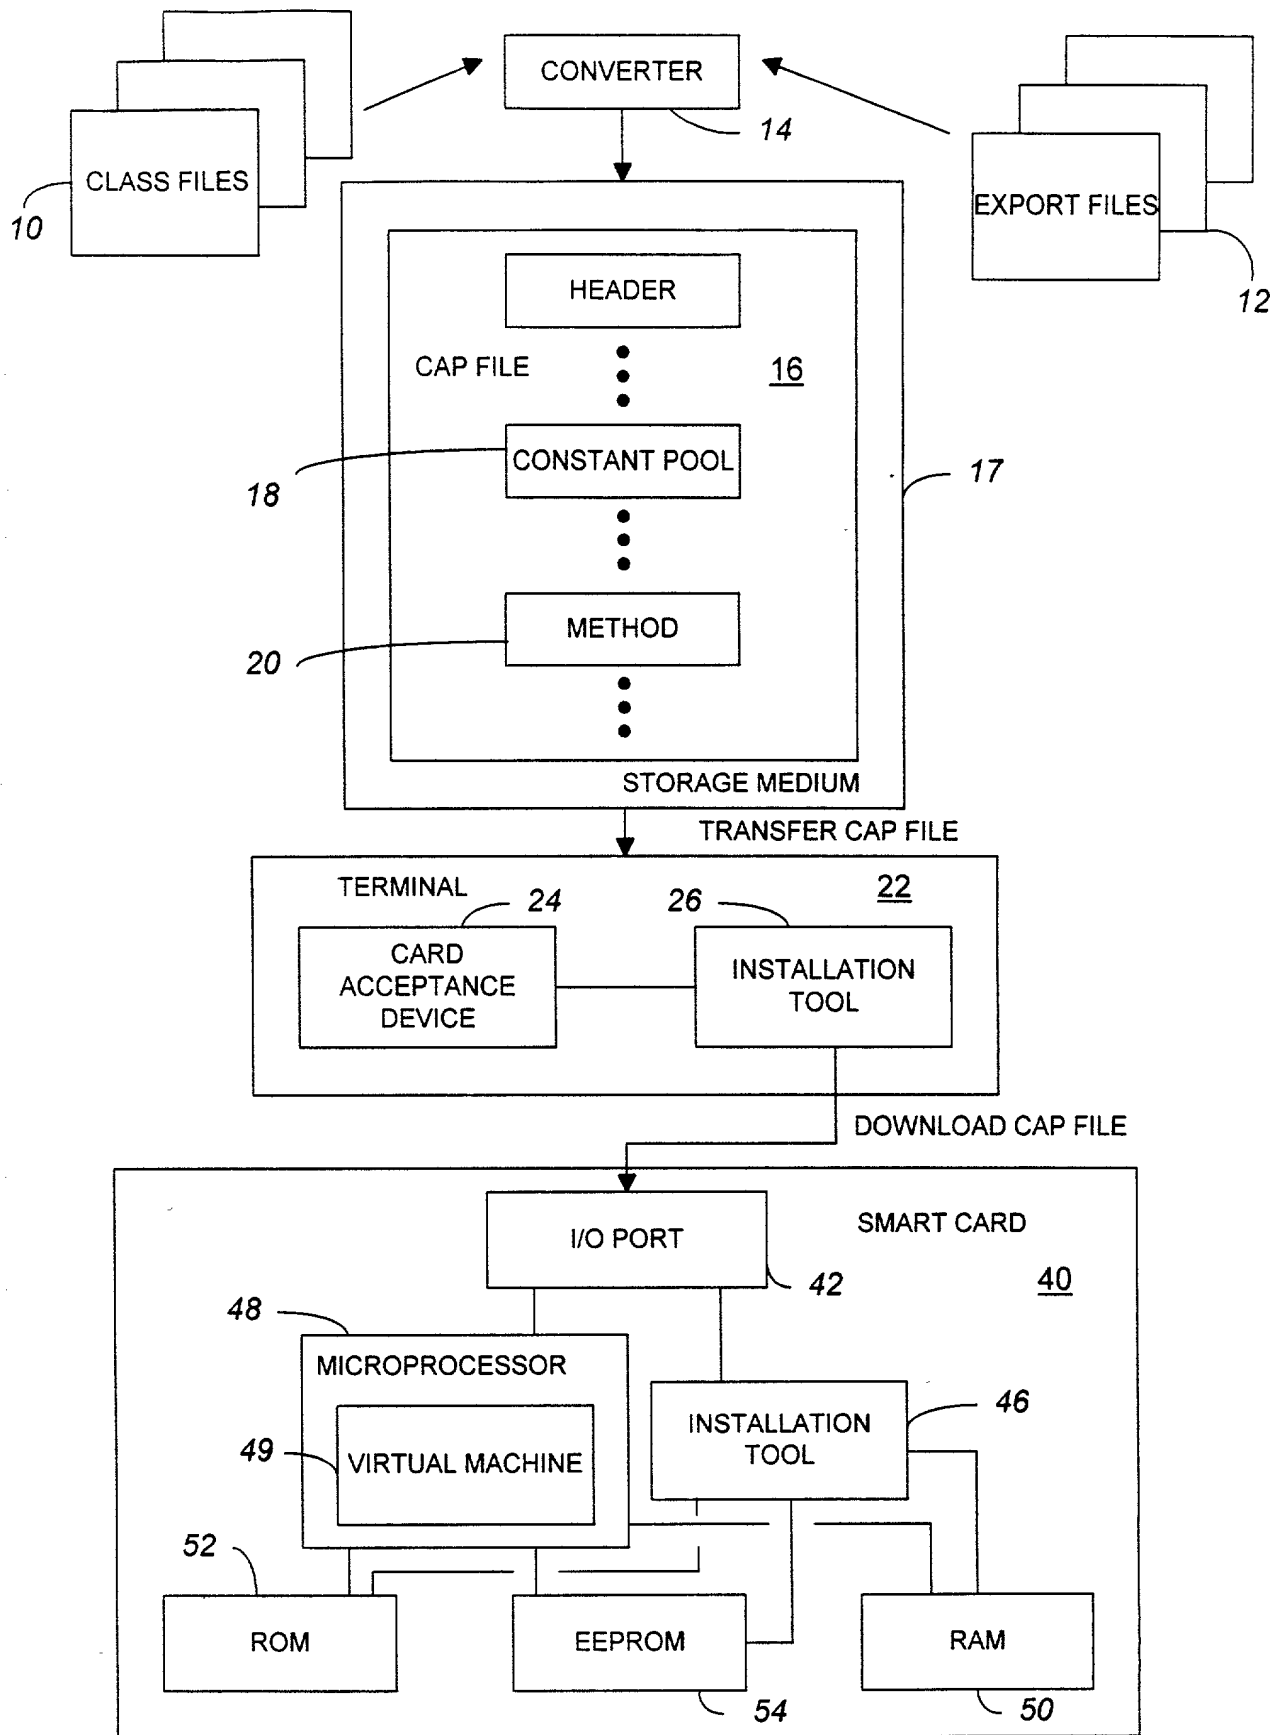 CONVERTER
14
CLASS FILES
10
EXPORT FILES
12
HEADER
CAP FILE
16
CONSTANT POOL
18
17
METHOD
20
STORAGE MEDIUM
TRANSFER CAP FILE
TERMINAL
22
24
26
CARD
ACCEPTANCE
DEVICE
INSTALLATION
TOOL
DOWNLOAD CAP FILE
I/O PORT
SMART CARD
42
40
48
MICROPROCESSOR
46
INSTALLATION
TOOL
49
VIRTUAL MACHINE
52
ROM
EEPROM
RAM
54
50